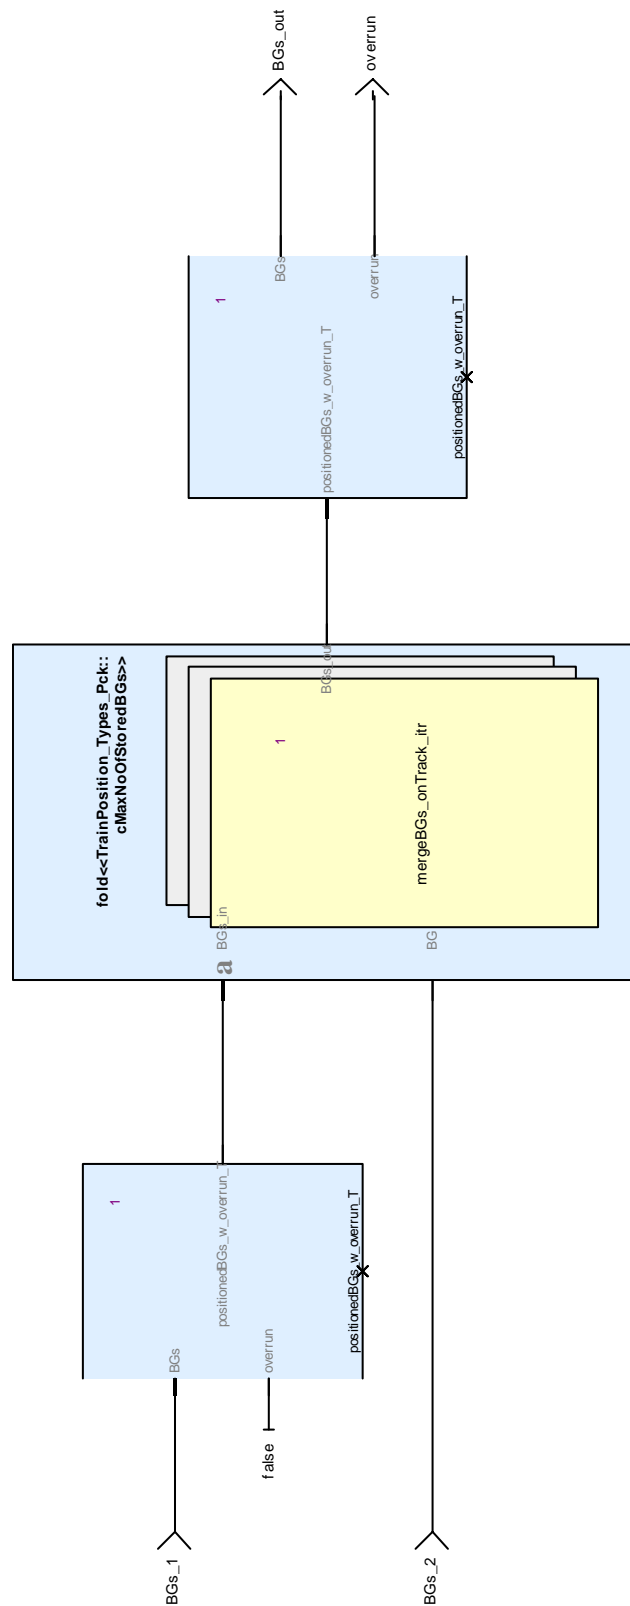 BGs_1
BGs_2
false
BGs
overrun
1
positionedBGs_w_overrun_T
positionedBGs_w_overrun_T
fold<<TrainPosition_Types_Pck::
cMaxNoOfStoredBGs>>
a
BGs_in
BG
1
mergeBGs_onTrack_itr
BGs_out
1
positionedBGs_w_overrun_T
positionedBGs_w_overrun_T
BGs
overrun
BGs_out
overrun